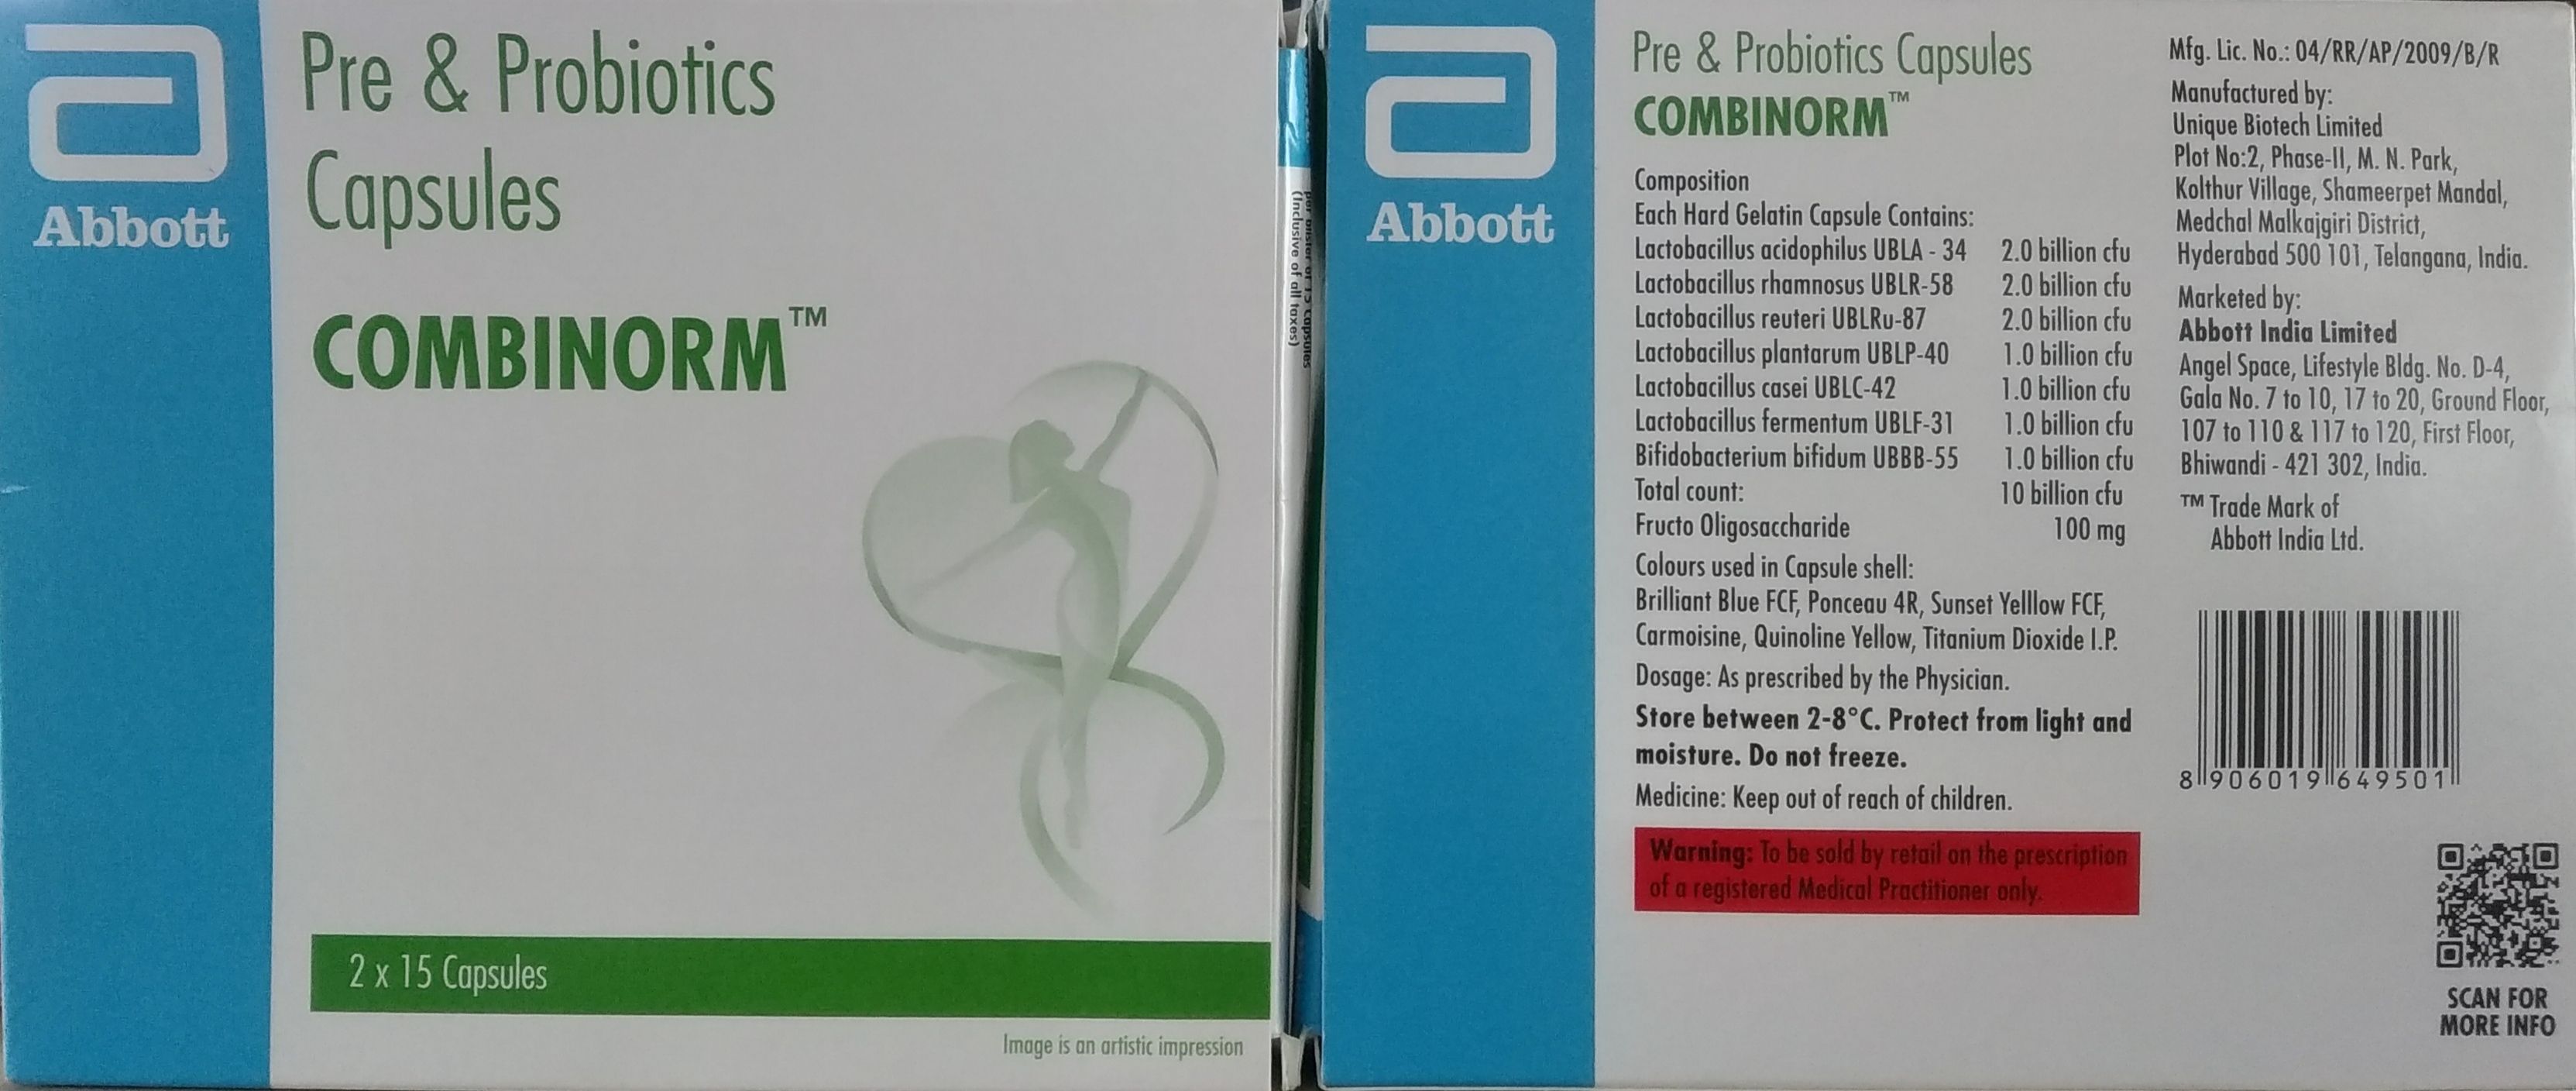 Abbott
Pre & Probiotics
Capsules
COMBINORM™
2 x 15 Capsules
Image is an artistic impression
per blister of 15 Capsules
(Inclusive of all taxes)
Abbott
Pre & Probiotics Capsules
COMBINORM™
Composition
Each Hard Gelatin Capsule Contains:
Lactobacillus acidophilus UBLA - 34 2.0 billion cfu
Lactobacillus rhamnosus UBLR-58 2.0 billion cfu
Lactobacillus reuteri UBLRu-87 2.0 billion cfu
Lactobacillus plantarum UBLP-40 1.0 billion cfu
Lactobacillus casei UBLC-42 1.0 billion cfu
Lactobacillus fermentum UBLF-31 1.0 billion cfu
Bifidobacterium bifidum UBBB-55 1.0 billion cfu
Total count: 10 billion cfu
Fructo Oligosaccharide 100 mg
Colours used in Capsule shell:
Brilliant Blue FCF, Ponceau 4R, Sunset Yelllow FCF,
Carmoisine, Quinoline Yellow, Titanium Dioxide I.P.
Dosage: As prescribed by the Physician.
Store between 2-8°C. Protect from light and
moisture. Do not freeze.
Medicine: Keep out of reach of children.
Warning: To be sold by retail on the prescription
of a registered Medical Practitioner only.
Mfg. Lic. No.: 04/RR/AP/2009/B/R
Manufactured by:
Unique Biotech Limited
Plot No:2, Phase-II, M. N. Park,
Kolthur Village, Shameerpet Mandal,
Medchal Malkajgiri District,
Hyderabad 500 101, Telangana, India.
Marketed by:
Abbott India Limited
Angel Space, Lifestyle Bldg. No. D-4,
Gala No. 7 to 10, 17 to 20, Ground Floor,
107 to 110 & 117 to 120, First Floor,
Bhiwandi - 421 302, India.
™ Trade Mark of
Abbott India Ltd.
8 906019 649501
SCAN FOR
MORE INFO